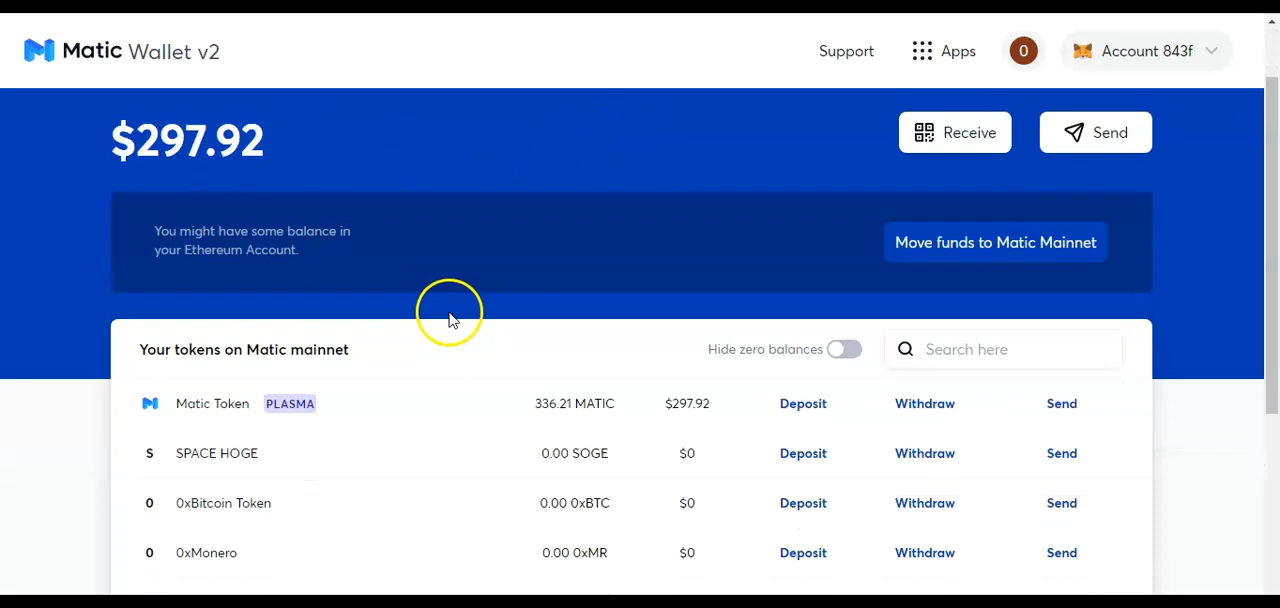 Matic Wallet v2
Support
Apps
0
Account 843f
$297.92
Receive
Send
You might have some balance in
your Ethereum Account.
Move funds to Matic Mainnet
Your tokens on Matic mainnet
Hide zero balances
Search here
Matic Token PLASMA 336.21 MATIC $297.92 Deposit Withdraw Send
S SPACE HOGE 0.00 SOGE $0 Deposit Withdraw Send
0 0xBitcoin Token 0.00 0xBTC $0 Deposit Withdraw Send
0 0xMonero 0.00 0xMR $0 Deposit Withdraw Send